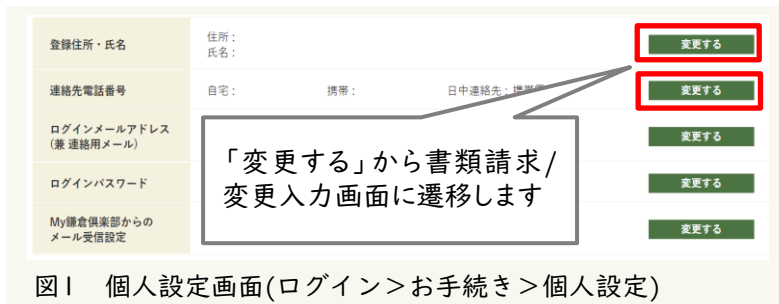 登録住所・氏名
住所：
氏名：
変更する
連絡先電話番号
自宅：
携帯：
日中連絡先：携帯
変更する
ログインメールアドレス
(兼 連絡用メール)
変更する
「変更する」から書類請求/
変更入力画面に遷移します
ログインパスワード
変更する
My鎌倉倶楽部からの
メール受信設定
変更する
図1　個人設定画面(ログイン＞お手続き＞個人設定)